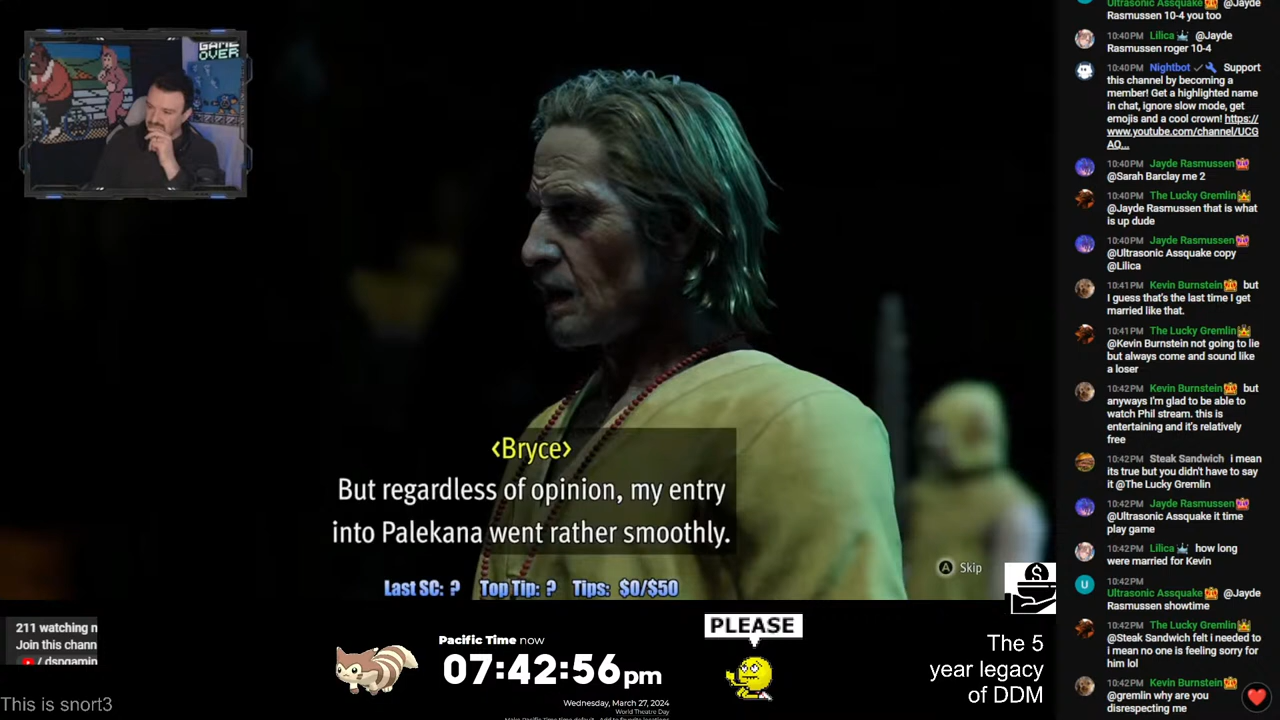 GAME
OVER
<Bryce>
But regardless of opinion, my entry
into Palekana went rather smoothly.
A Skip
Last SC: ? Top Tip: ? Tips: $0/$50
211 watching n
Join this chann
/ dspgamin
This is snort3
Pacific Time now
07:42:56pm
Wednesday, March 27, 2024
World Theatre Day
PLEASE
The 5
year legacy
of DDM
Ultrasonic Assquake @Jayde
Rasmussen 10-4 you too
10:40PM Lilica @Jayde
Rasmussen roger 10-4
10:40PM Nightbot Support
this channel by becoming a
member! Get a highlighted name
in chat, ignore slow mode, get
emojis and a cool crown! https://
www.youtube.com/channel/UCG
AO...
10:40PM Jayde Rasmussen
@Sarah Barclay me 2
10:40PM The Lucky Gremlin
@Jayde Rasmussen that is what
is up dude
10:40PM Jayde Rasmussen
@Ultrasonic Assquake copy
@Lilica
10:41PM Kevin Burnstein but
I guess that's the last time I get
married like that.
10:41PM The Lucky Gremlin
@Kevin Burnstein not going to lie
but always come and sound like
a loser
10:42PM Kevin Burnstein but
anyways I'm glad to be able to
watch Phil stream. this is
entertaining and it's relatively
free
10:42PM Steak Sandwich i mean
its true but you didn't have to say
it @The Lucky Gremlin
10:42PM Jayde Rasmussen
@Ultrasonic Assquake it time
play game
10:42PM Lilica how long
were married for Kevin
U
10:42PM
Ultrasonic Assquake @Jayde
Rasmussen showtime
10:42PM The Lucky Gremlin
@Steak Sandwich felt i needed to
i mean no one is feeling sorry for
him lol
10:42PM Kevin Burnstein
@gremlin why are you
disrespecting me